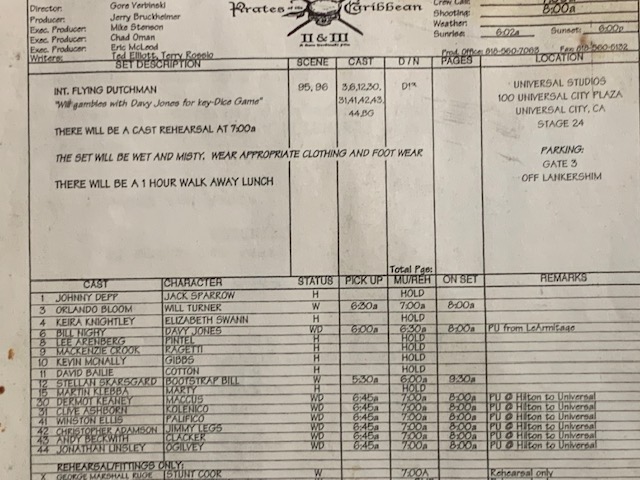 Director: Gore Verbinski
Producer: Jerry Bruckheimer
Exec. Producer: Mike Stenson
Exec. Producer: Chad Oman
Exec. Producer: Eric McLeod
Writers: Ted Elliott, Terry Rossio
Pirates of the Caribbean
II & III
Crew Call:
Shooting: 8:00a
Weather:
Sunrise: 6:02a Sunset: 6:00p
Prod. Office: 818-560-7063 Fax:
SET DESCRIPTION SCENE CAST D / N PAGES LOCATION
INT. FLYING DUTCHMAN 95, 96 3,6,12,30, D1x UNIVERSAL STUDIOS
"Will gambles with Davy Jones for key-Dice Game" 31,41,42,43, 100 UNIVERSAL CITY PLAZA
44,BG UNIVERSAL CITY, CA
THERE WILL BE A CAST REHEARSAL AT 7:00a STAGE 24
THE SET WILL BE WET AND MISTY, WEAR APPROPRIATE CLOTHING AND FOOT WEAR PARKING:
GATE 3
THERE WILL BE A 1 HOUR WALK AWAY LUNCH OFF LANKERSHIM
Total Pgs:
CAST CHARACTER STATUS PICK UP MU/REH ON SET REMARKS
1 JOHNNY DEPP JACK SPARROW H HOLD
3 ORLANDO BLOOM WILL TURNER W 6:30a 7:00a 8:00a
4 KEIRA KNIGHTLEY ELIZABETH SWANN H HOLD
6 BILL NIGHY DAVY JONES WD 6:00a 6:30a 8:00a PU from LeArmitage
8 LEE ARENBERG PINTEL H HOLD
9 MACKENZIE CROOK RAGETTI H HOLD
10 KEVIN MCNALLY GIBBS H HOLD
11 DAVID BAILIE COTTON H HOLD
12 STELLAN SKARSGARD BOOTSTRAP BILL W 5:30a 6:00a 9:30a
15 MARTIN KLEBBA MARTY H HOLD
30 DERMOT KEANEY MACCUS WD 6:45a 7:00a 8:00a PU @ Hilton to Universal
31 CLIVE ASHBORN KOLENICO WD 6:45a 7:00a 8:00a PU @ Hilton to Universal
41 WINSTON ELLIS PALIFICO WD 6:45a 7:00a 8:00a PU @ Hilton to Universal
42 CHRISTOPHER ADAMSON JIMMY LEGS WD 6:45a 7:00a 8:00a PU @ Hilton to Universal
43 ANDY BECKWITH CLACKER WD 6:45a 7:00a 8:00a PU @ Hilton to Universal
44 JONATHAN LINSLEY OGILVEY WD 6:45a 7:00a 8:00a PU @ Hilton to Universal
REHEARSAL/FITTINGS ONLY:
X GEORGE MARSHALL RUGE STUNT COOR W 7:00A Rehearsal only